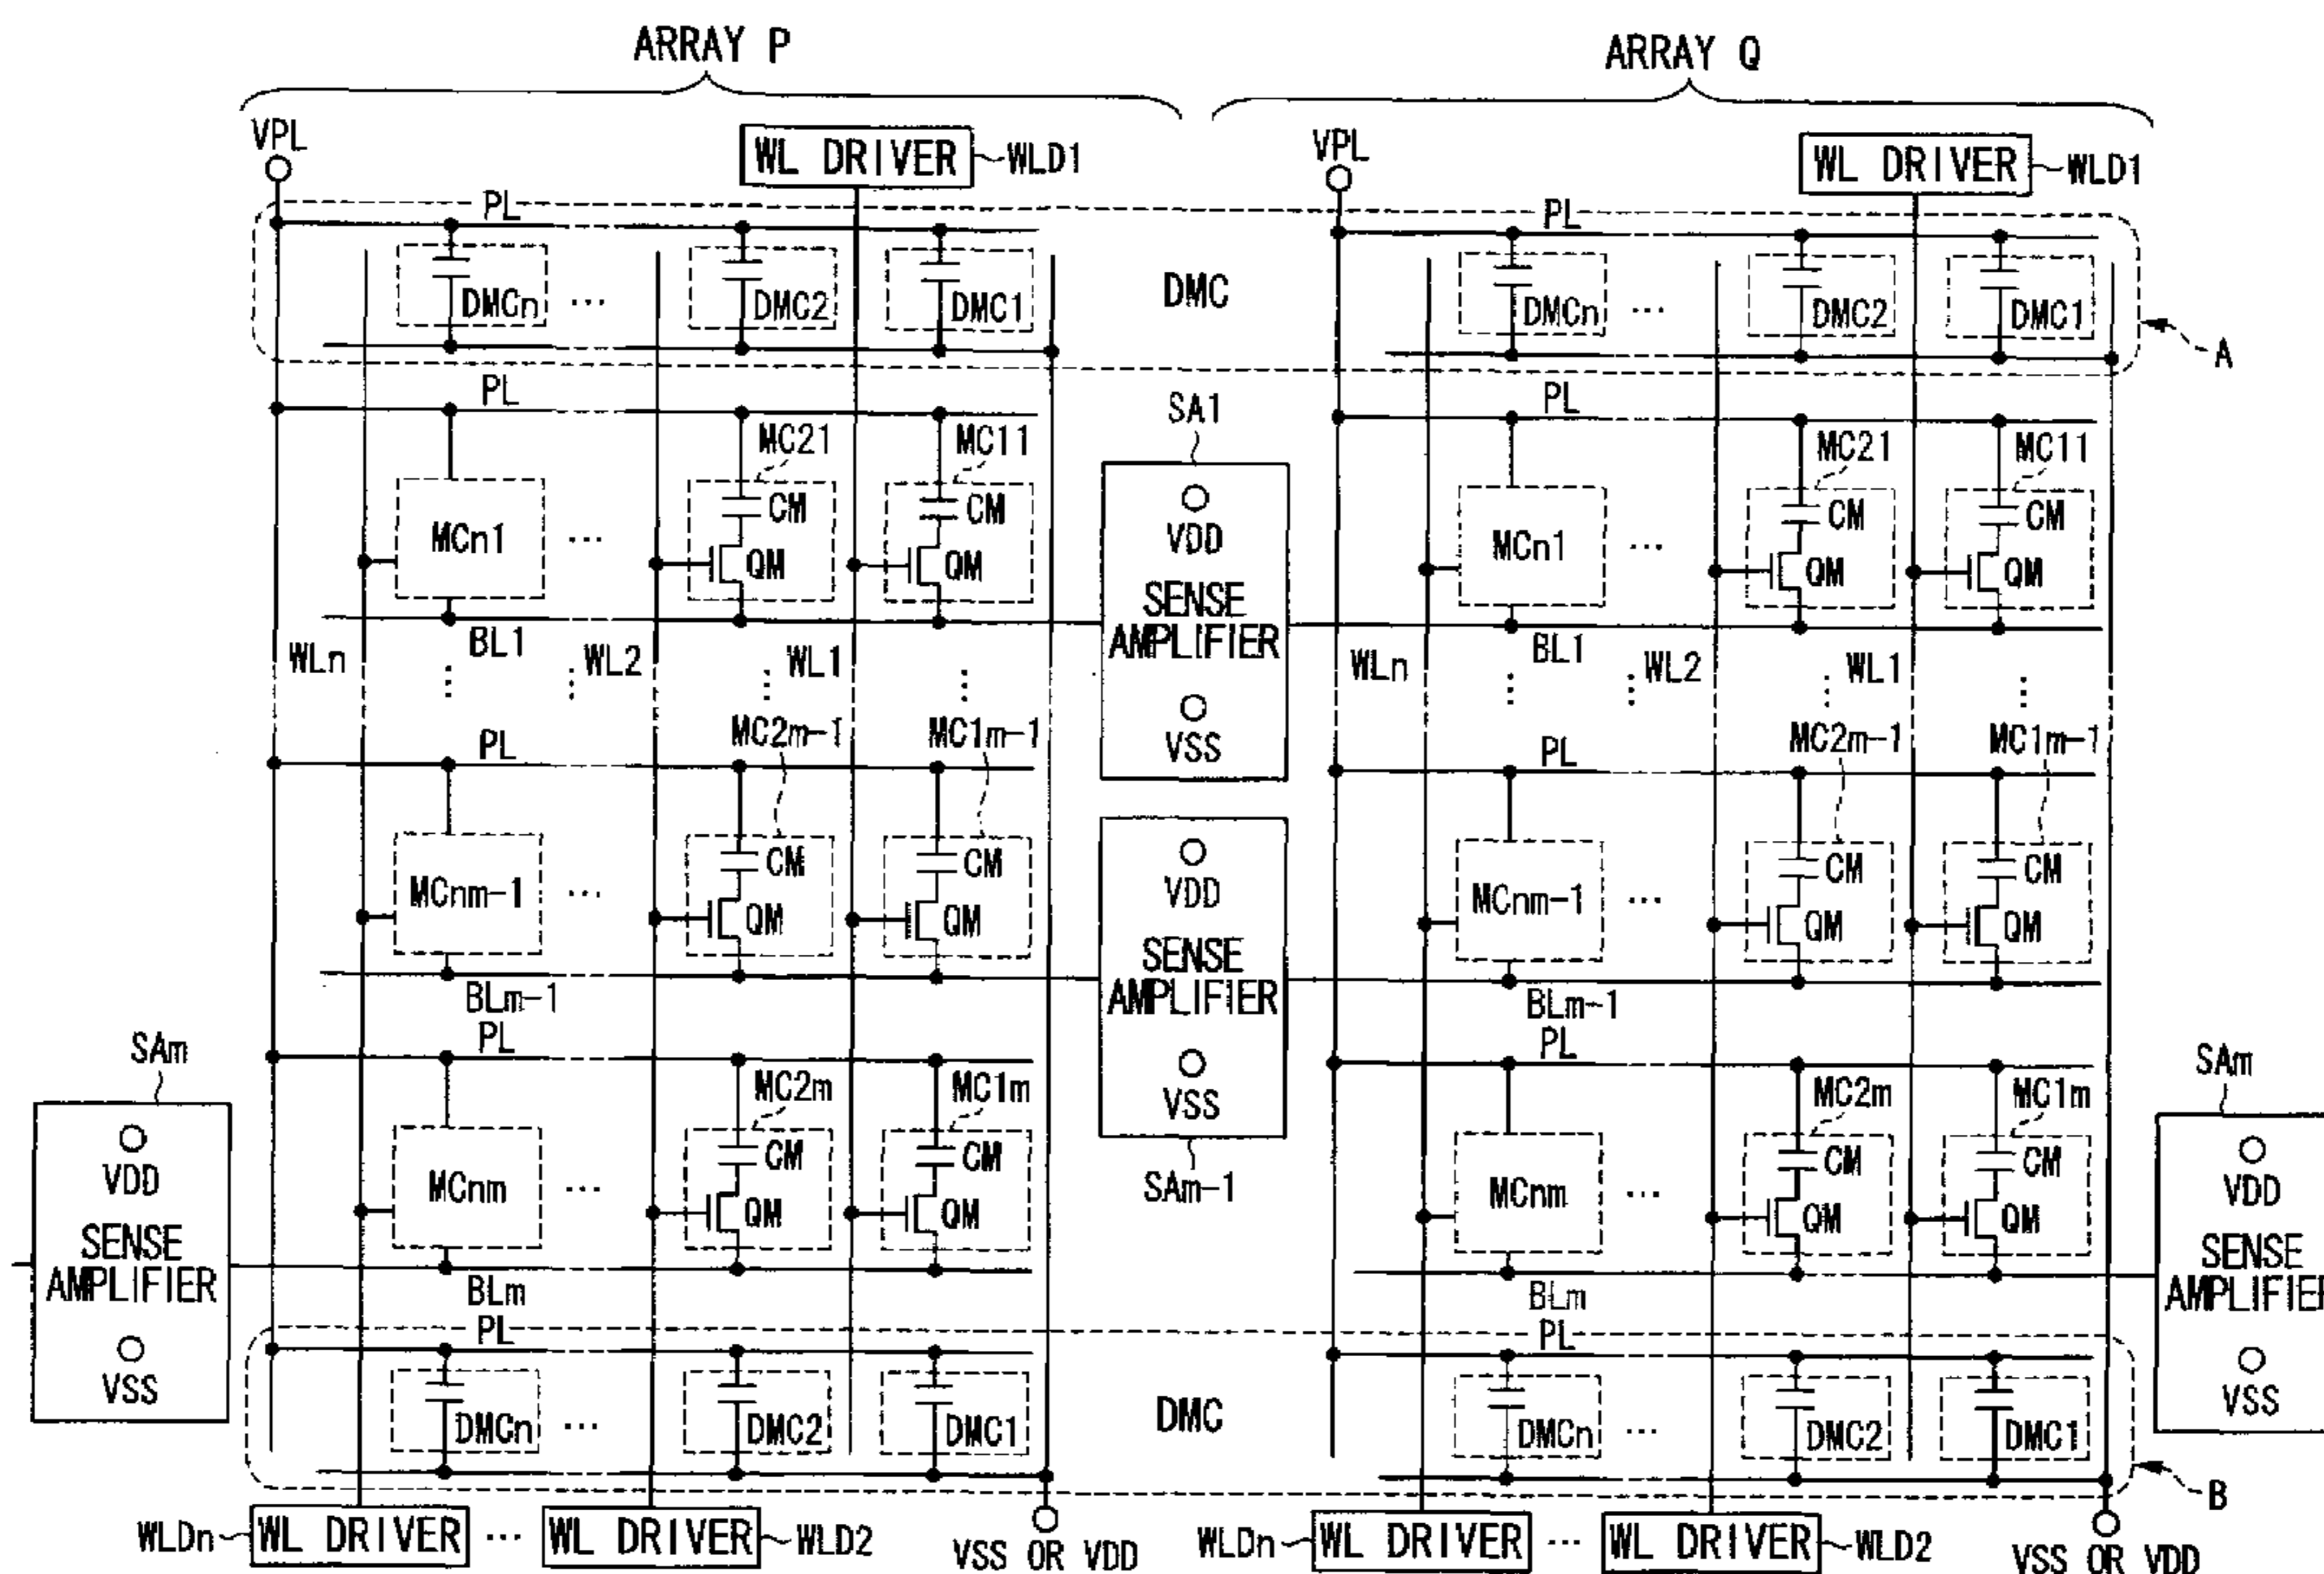 ARRAY P
ARRAY Q
VPL
WL DRIVER
WLD1
VPL
WL DRIVER
WLD1
PL
PL
DMCn
...
DMC2
DMC1
DMC
DMCn
...
DMC2
DMC1
A
PL
PL
MC21
MC11
SA1
MC21
MC11
MCn1
...
CM
QM
CM
QM
VDD
SENSE
AMPLIFIER
VSS
MCn1
...
CM
QM
CM
QM
WLn
BL1
WL2
WL1
WLn
BL1
WL2
WL1
PL
MC2m-1
MC1m-1
PL
MC2m-1
MC1m-1
MCnm-1
...
CM
QM
CM
QM
VDD
SENSE
AMPLIFIER
VSS
SAm-1
MCnm-1
...
CM
QM
CM
QM
BLm-1
BLm-1
SAm
PL
MC2m
MC1m
PL
MC2m
MC1m
SAm
VDD
SENSE
AMPLIFIER
VSS
MCnm
...
CM
QM
CM
QM
MCnm
...
CM
QM
CM
QM
VDD
SENSE
AMPLIFIER
VSS
BLm
BLm
PL
PL
DMCn
...
DMC2
DMC1
DMC
DMCn
...
DMC2
DMC1
B
WLDn
WL DRIVER
...
WL DRIVER
WLD2
VSS OR VDD
WLDn
WL DRIVER
...
WL DRIVER
WLD2
VSS OR VDD